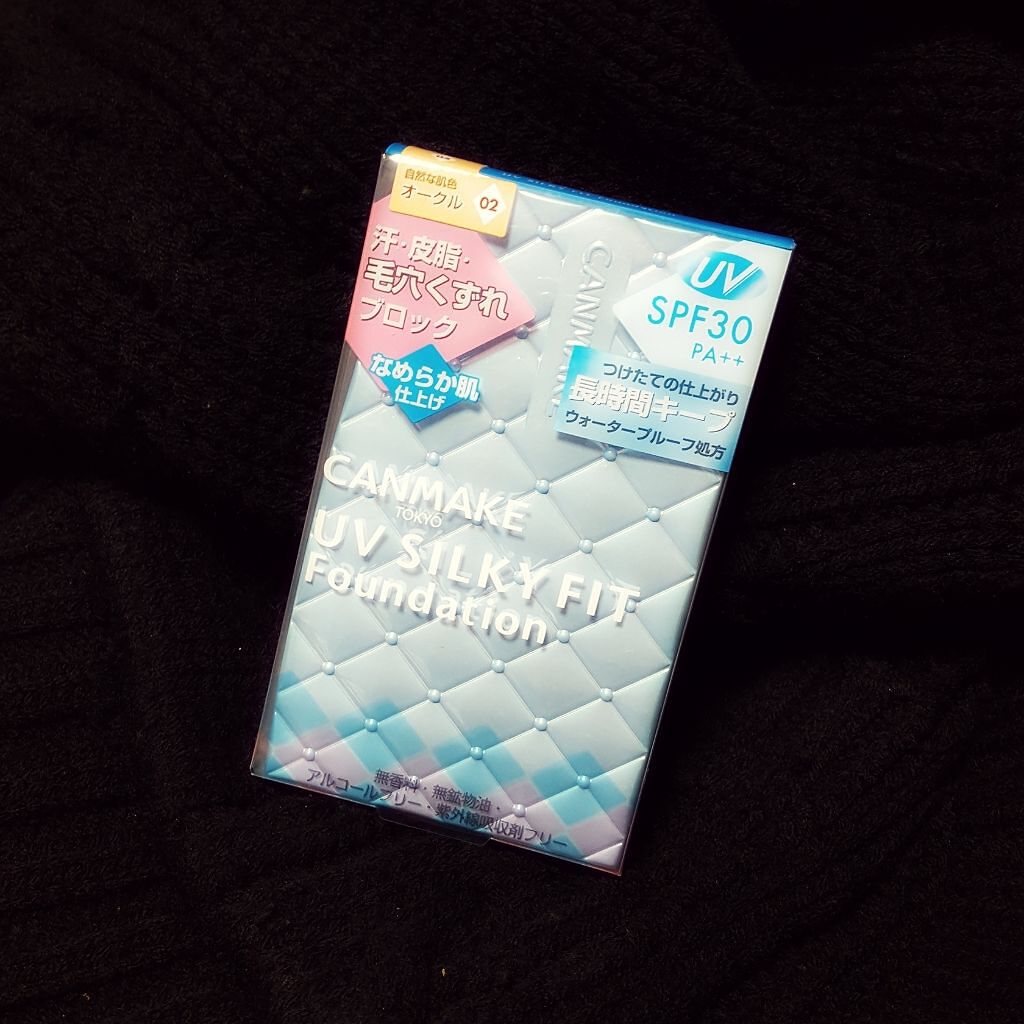 自然な肌色
オークル 02
汗・皮脂・
毛穴くずれ
ブロック
なめらか肌
仕上げ
CANMAKE
UV
SPF30
PA++
つけたての仕上がり
長時間キープ
ウォータープルーフ処方
CANMAKE
TOKYO
UV SILKY FIT
Foundation
無香料・無鉱物油・
アルコールフリー・紫外線吸収剤フリー